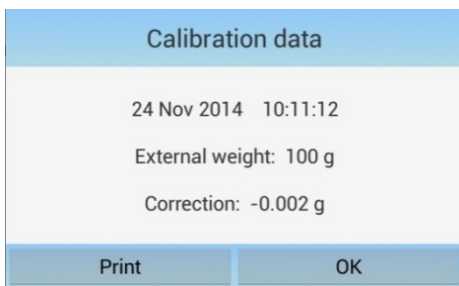 Calibration data
24 Nov 2014 10:11:12
External weight: 100 g
Correction: -0.002 g
Print OK